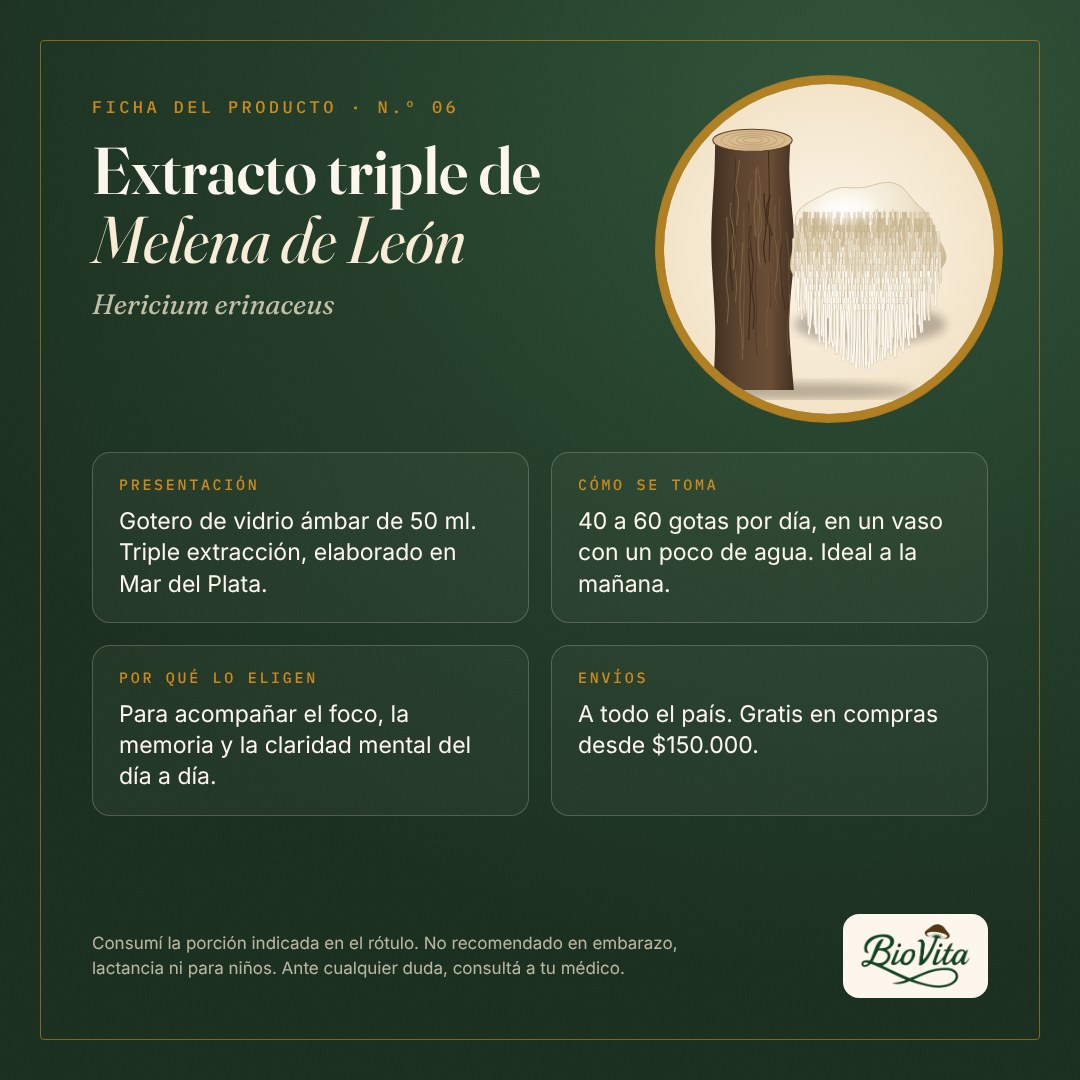 FICHA DEL PRODUCTO · N.º 06
Extracto triple de
Melena de León
Hericium erinaceus
PRESENTACIÓN
Gotero de vidrio ámbar de 50 ml.
Triple extracción, elaborado en
Mar del Plata.
CÓMO SE TOMA
40 a 60 gotas por día, en un vaso
con un poco de agua. Ideal a la
mañana.
POR QUÉ LO ELIGEN
Para acompañar el foco, la
memoria y la claridad mental del
día a día.
ENVÍOS
A todo el país. Gratis en compras
desde $150.000.
Consumí la porción indicada en el rótulo. No recomendado en embarazo,
lactancia ni para niños. Ante cualquier duda, consultá a tu médico.
BioVita